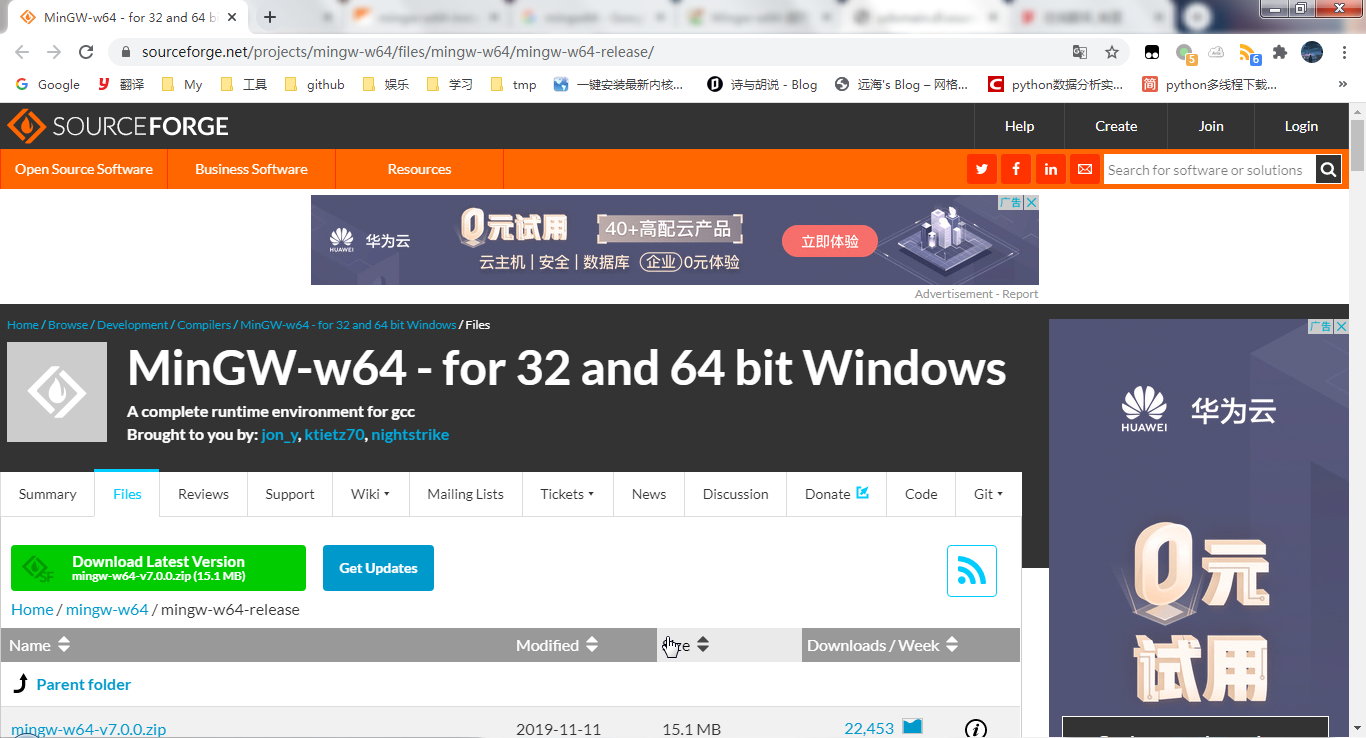 MinGW-w64 - for 32 and 64 b
sourceforge.net/projects/mingw-w64/files/mingw-w64/mingw-w64-release/
5
6
Google
翻译
My
工具
github
娱乐
学习
tmp
一键安装最新内核...
诗与胡说 - Blog
远海's Blog – 网格...
python数据分析实...
简 python多线程下载...
»
SOURCEFORGE
Help
Create
Join
Login
Open Source Software
Business Software
Resources
Search for software or solutions
广告
HUAWEI
华为云
0元试用
40+高配云产品
云主机 | 安全 | 数据库 企业 0元体验
立即体验
Advertisement - Report
Home / Browse / Development / Compilers / MinGW-w64 - for 32 and 64 bit Windows / Files
MinGW-w64 - for 32 and 64 bit Windows
A complete runtime environment for gcc
Brought to you by: jon_y, ktietz70, nightstrike
广告
HUAWEI
华为云
0元
试用
Summary
Files
Reviews
Support
Wiki
Mailing Lists
Tickets
News
Discussion
Donate
Code
Git
Download Latest Version
mingw-w64-v7.0.0.zip (15.1 MB)
Get Updates
Home / mingw-w64 / mingw-w64-release
Name
Modified
Downloads / Week
Parent folder
mingw-w64-v7.0.0.zip
2019-11-11
15.1 MB
22,453